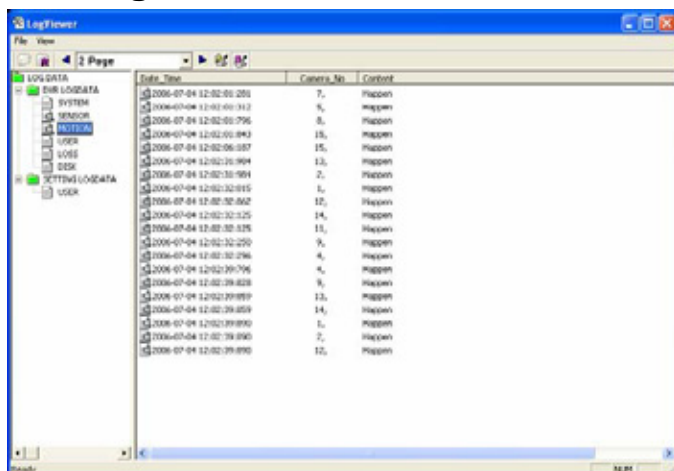 LogViewer
File View
2 Page
LOG DATA
DVR LOGDATA
SYSTEM
SENSOR
MOTION
USER
LOSS
DISK
SETTING LOGDATA
USER
Date_Time Camera_No Content
2006-07-04 12:02:01:281 7, Happen
2006-07-04 12:02:01:312 5, Happen
2006-07-04 12:02:01:796 8, Happen
2006-07-04 12:02:01:843 15, Happen
2006-07-04 12:02:06:187 15, Happen
2006-07-04 12:02:31:984 13, Happen
2006-07-04 12:02:31:984 2, Happen
2006-07-04 12:02:32:015 1, Happen
2006-07-04 12:02:32:062 12, Happen
2006-07-04 12:02:32:125 14, Happen
2006-07-04 12:02:32:125 11, Happen
2006-07-04 12:02:32:250 9, Happen
2006-07-04 12:02:32:296 4, Happen
2006-07-04 12:02:39:796 4, Happen
2006-07-04 12:02:39:828 9, Happen
2006-07-04 12:02:39:859 13, Happen
2006-07-04 12:02:39:859 14, Happen
2006-07-04 12:02:39:890 1, Happen
2006-07-04 12:02:39:890 2, Happen
2006-07-04 12:02:39:890 12, Happen
Ready NUM